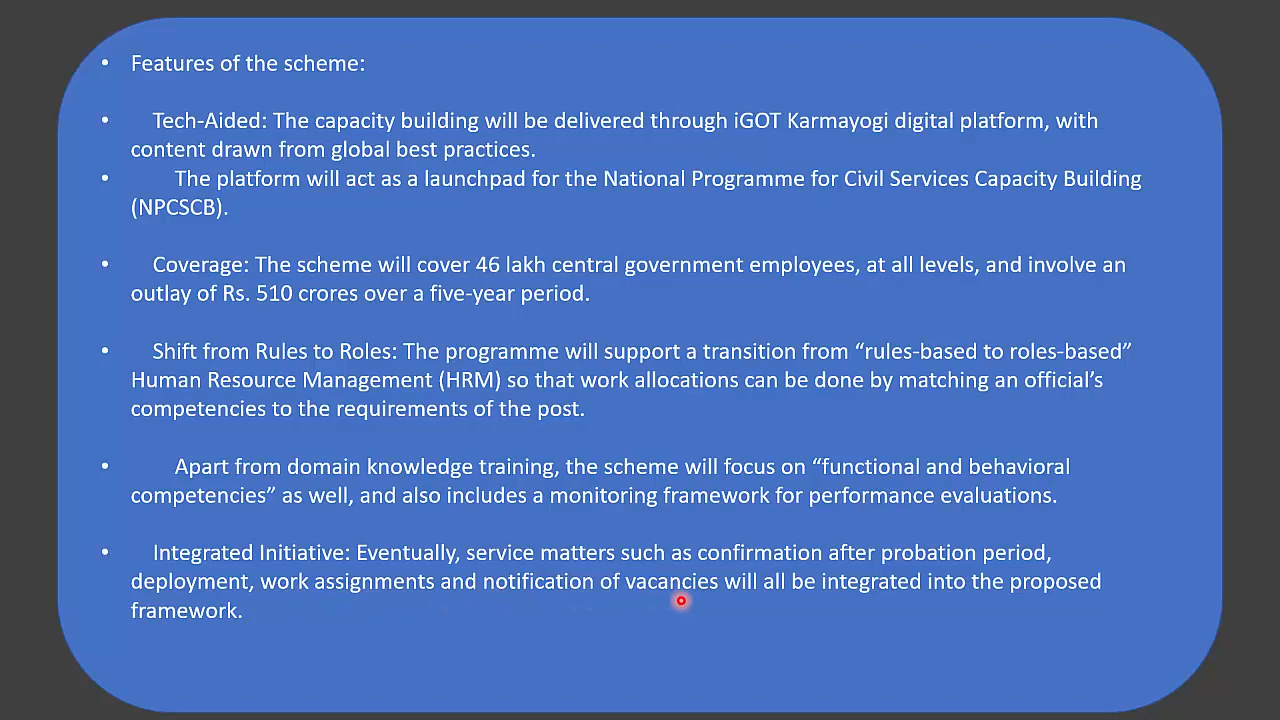 • Features of the scheme:
• Tech-Aided: The capacity building will be delivered through iGOT Karmayogi digital platform, with
content drawn from global best practices.
• The platform will act as a launchpad for the National Programme for Civil Services Capacity Building
(NPCSCB).
• Coverage: The scheme will cover 46 lakh central government employees, at all levels, and involve an
outlay of Rs. 510 crores over a five-year period.
• Shift from Rules to Roles: The programme will support a transition from “rules-based to roles-based”
Human Resource Management (HRM) so that work allocations can be done by matching an official’s
competencies to the requirements of the post.
• Apart from domain knowledge training, the scheme will focus on “functional and behavioral
competencies” as well, and also includes a monitoring framework for performance evaluations.
• Integrated Initiative: Eventually, service matters such as confirmation after probation period,
deployment, work assignments and notification of vacancies will all be integrated into the proposed
framework.